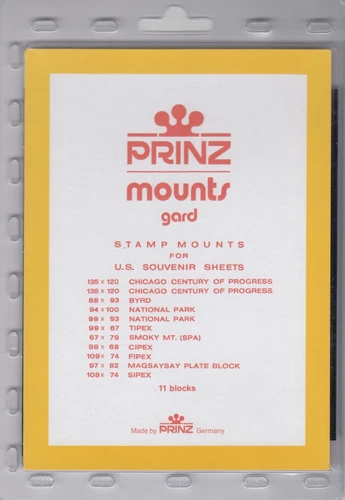 PRINZ
mounts
gard
STAMP MOUNTS
FOR
U.S. SOUVENIR SHEETS
135 x 120 CHICAGO CENTURY OF PROGRESS
135 x 120 CHICAGO CENTURY OF PROGRESS
88 x 93 BYRD
94 x 100 NATIONAL PARK
99 x 93 NATIONAL PARK
99 x 67 TIPEX
67 x 79 SMOKY MT. (SPA)
98 x 68 CIPEX
109 x 74 FIPEX
97 x 82 MAGSAYSAY PLATE BLOCK
108 x 74 SIPEX
11 blocks
Made by PRINZ Germany